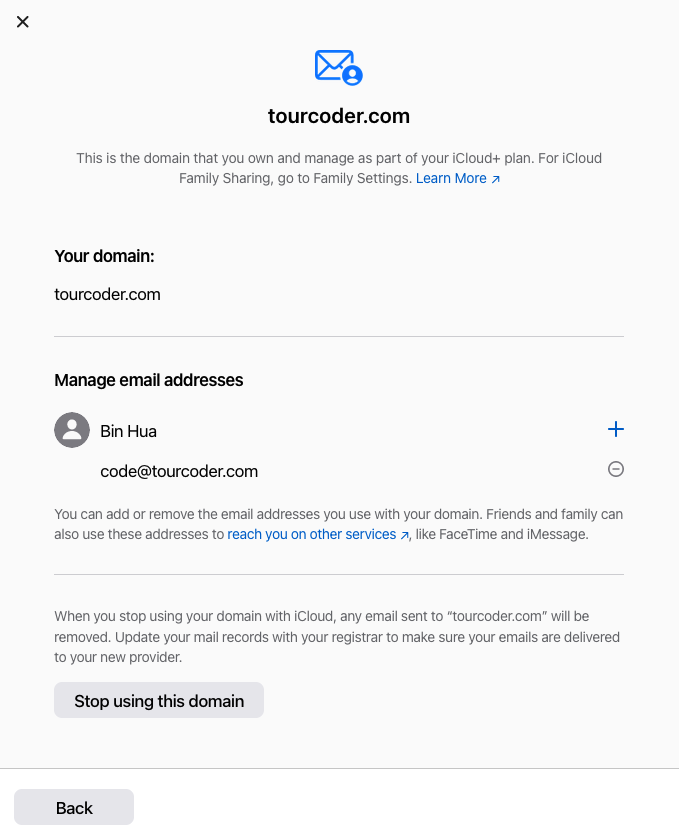 tourcoder.com
This is the domain that you own and manage as part of your iCloud+ plan. For iCloud
Family Sharing, go to Family Settings. Learn More ↗
Your domain:
tourcoder.com
Manage email addresses
Bin Hua
code@tourcoder.com
You can add or remove the email addresses you use with your domain. Friends and family can
also use these addresses to reach you on other services ↗, like FaceTime and iMessage.
When you stop using your domain with iCloud, any email sent to “tourcoder.com” will be
removed. Update your mail records with your registrar to make sure your emails are delivered
to your new provider.
Stop using this domain
Back